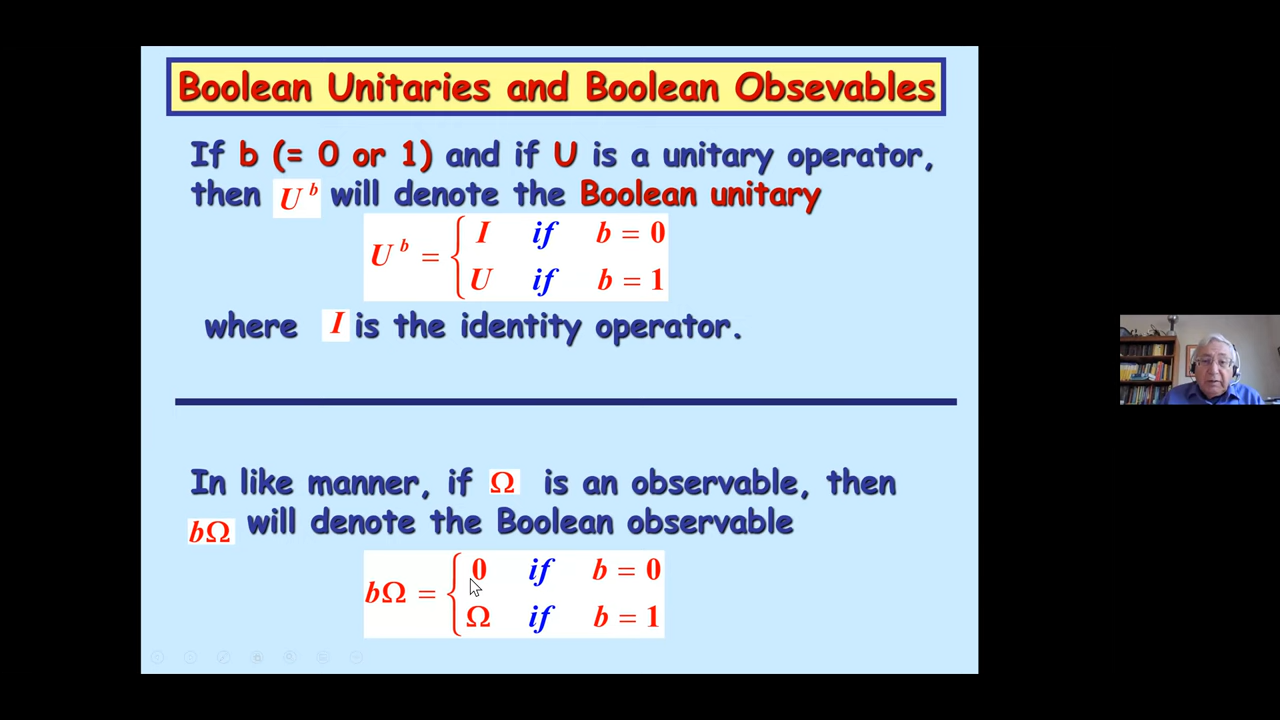 Boolean Unitaries and Boolean Obsevables
If b (= 0 or 1) and if U is a unitary operator,
then U^b will denote the Boolean unitary
U^b = { I if b = 0
U if b = 1
where I is the identity operator.
In like manner, if Ω is an observable, then
bΩ will denote the Boolean observable
bΩ = { 0 if b = 0
Ω if b = 1